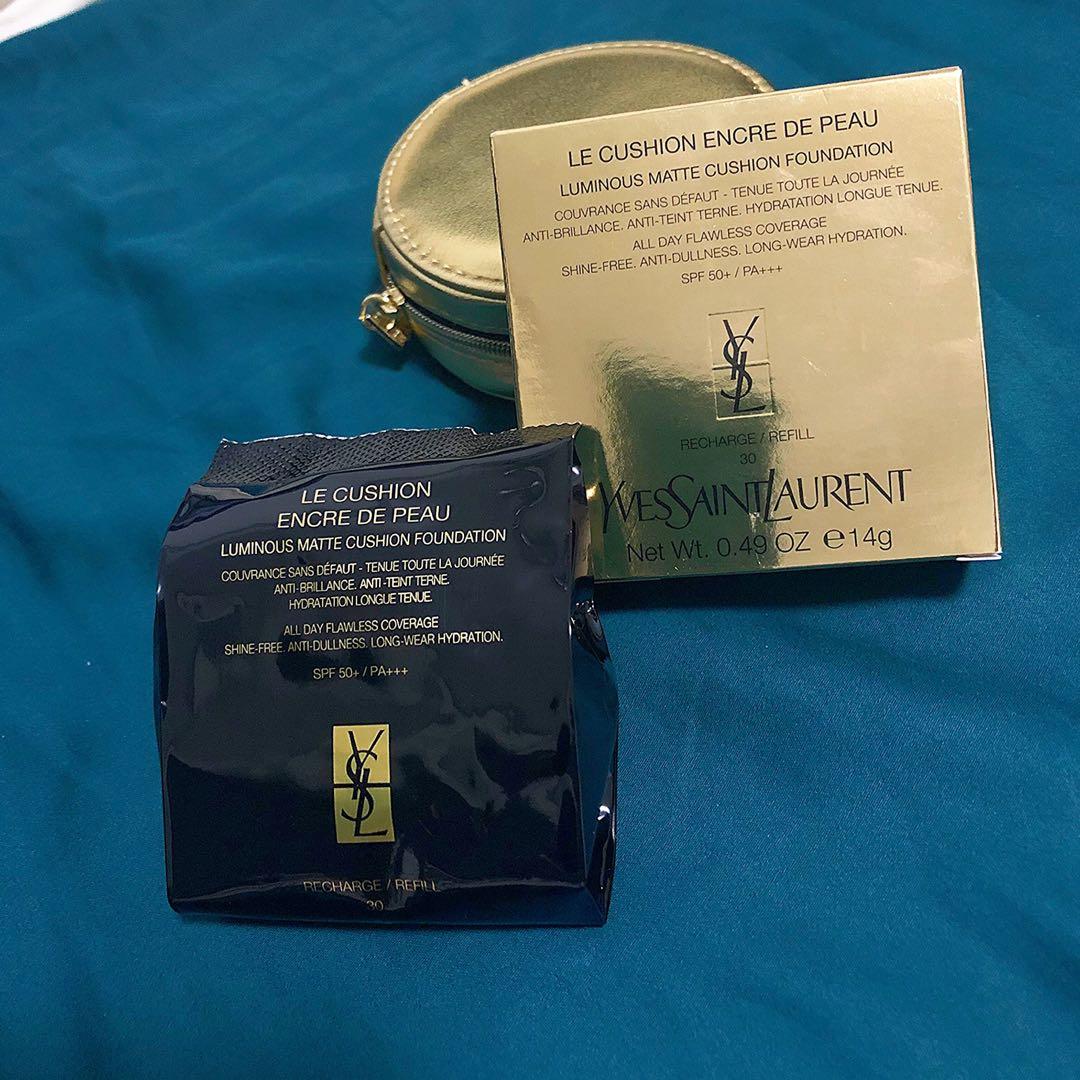 LE CUSHION ENCRE DE PEAU
LUMINOUS MATTE CUSHION FOUNDATION
COUVRANCE SANS DÉFAUT - TENUE TOUTE LA JOURNÉE
ANTI-BRILLANCE. ANTI-TEINT TERNE. HYDRATATION LONGUE TENUE.
ALL DAY FLAWLESS COVERAGE
SHINE-FREE. ANTI-DULLNESS. LONG-WEAR HYDRATION.
SPF 50+ / PA+++
YSL
RECHARGE / REFILL
30
YVESSAINTLAURENT
Net Wt. 0.49 OZ e14g
LE CUSHION
ENCRE DE PEAU
LUMINOUS MATTE CUSHION FOUNDATION
COUVRANCE SANS DÉFAUT - TENUE TOUTE LA JOURNÉE
ANTI-BRILLANCE. ANTI-TEINT TERNE.
HYDRATATION LONGUE TENUE.
ALL DAY FLAWLESS COVERAGE
SHINE-FREE. ANTI-DULLNESS. LONG-WEAR HYDRATION.
SPF 50+ / PA+++
YSL
RECHARGE / REFILL
30